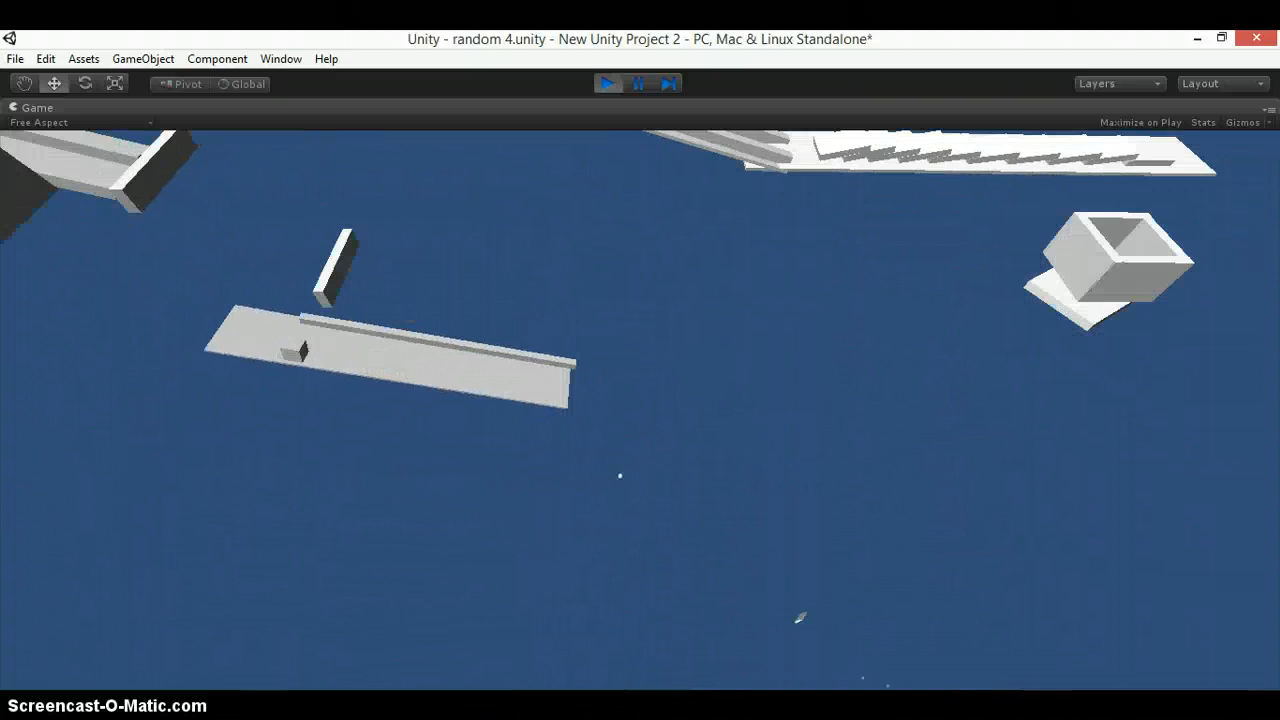 Unity - random 4.unity - New Unity Project 2 - PC, Mac & Linux Standalone*
File Edit Assets GameObject Component Window Help
Pivot Global Layers Layout
Game
Free Aspect Maximize on Play Stats Gizmos
Screencast-O-Matic.com